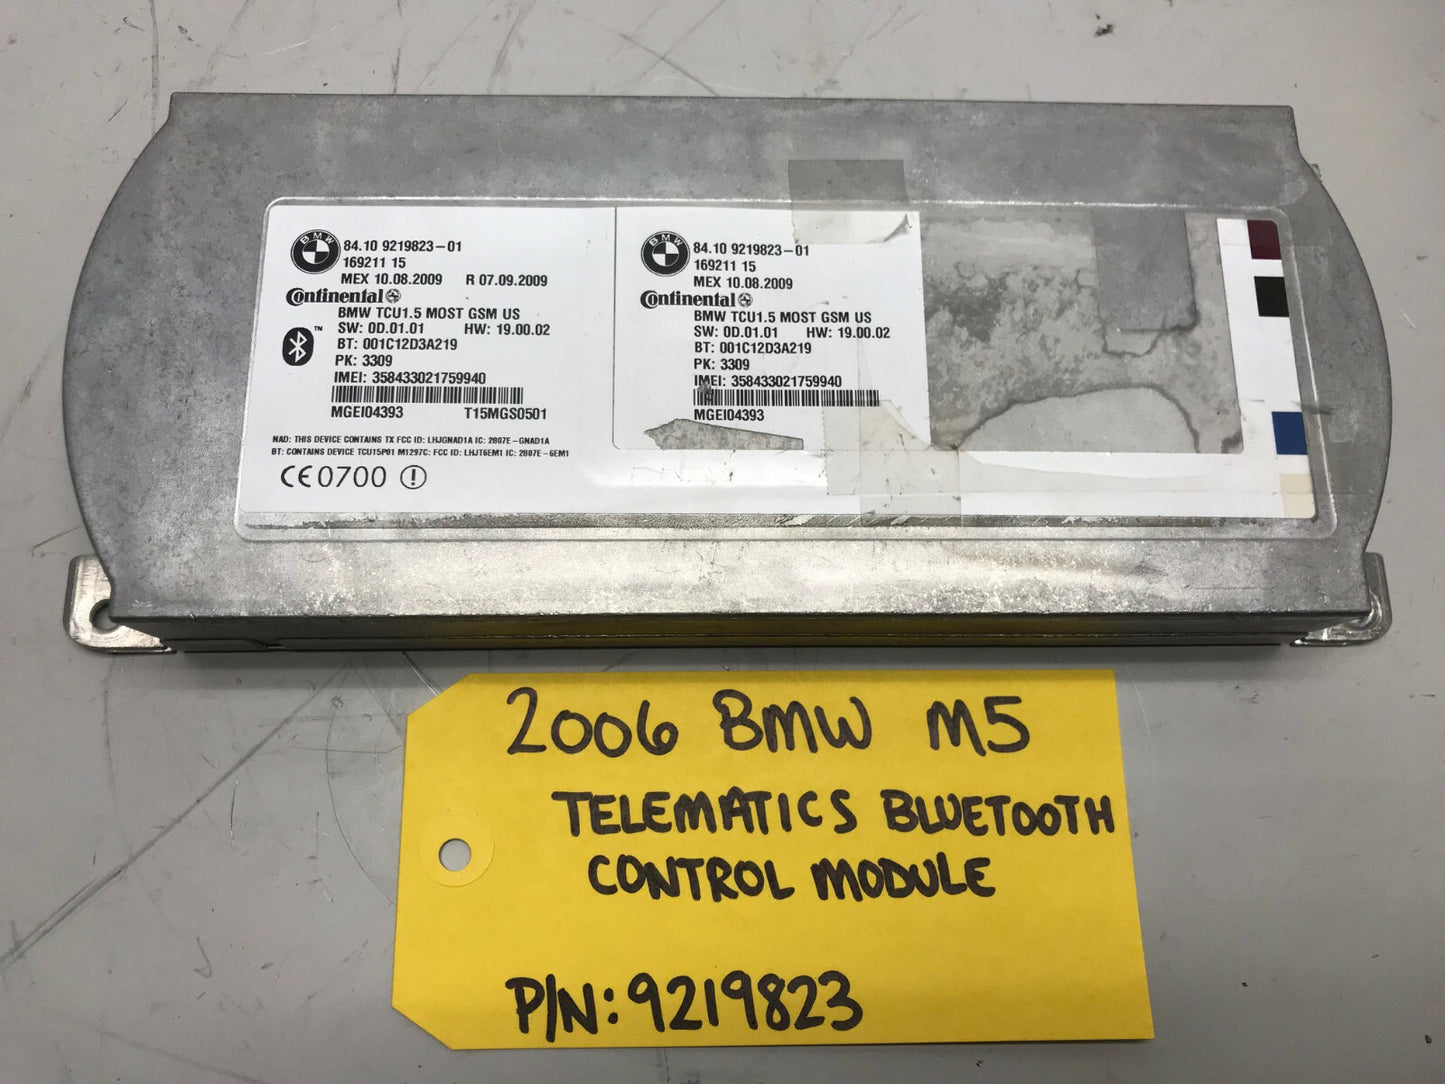 BMW
84.10 9219823-01
169211 15
MEX 10.08.2009 R 07.09.2009
Continental
BMW TCU1.5 MOST GSM US
SW: 0D.01.01 HW: 19.00.02
BT: 001C12D3A219
PK: 3309
IMEI: 358433021759940
MGEI04393 T15MGS0501
NAD: THIS DEVICE CONTAINS TX FCC ID: LHJGNAD1A IC: 2807E-GNAD1A
BT: CONTAINS DEVICE TCU15P01 M1297C: FCC ID: LHJT6EM1 IC: 2807E-6EM1
CE0700
TM
BMW
84.10 9219823-01
169211 15
MEX 10.08.2009
Continental
BMW TCU1.5 MOST GSM US
SW: 0D.01.01 HW: 19.00.02
BT: 001C12D3A219
PK: 3309
IMEI: 358433021759940
MGEI04393
2006 BMW M5
TELEMATICS BLUETOOTH
CONTROL MODULE
P/N: 9219823